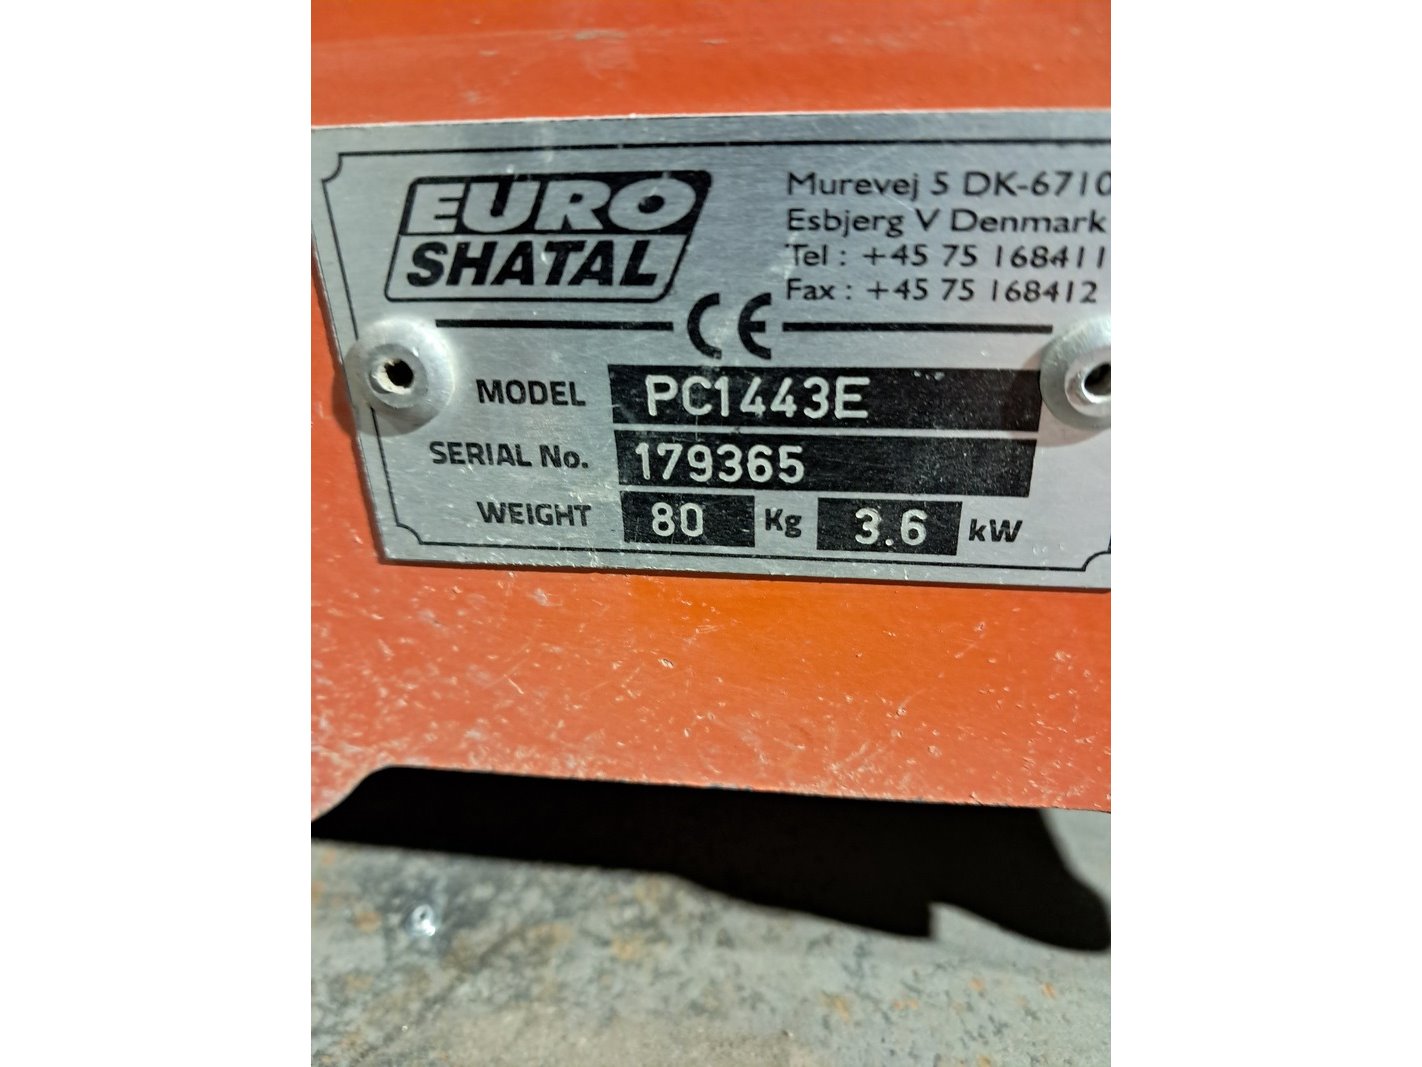 EURO
SHATAL
Murevej 5 DK-6710
Esbjerg V Denmark
Tel : +45 75 168411
Fax : +45 75 168412
CE
MODEL PC1443E
SERIAL No. 179365
WEIGHT 80 Kg 3.6 kW